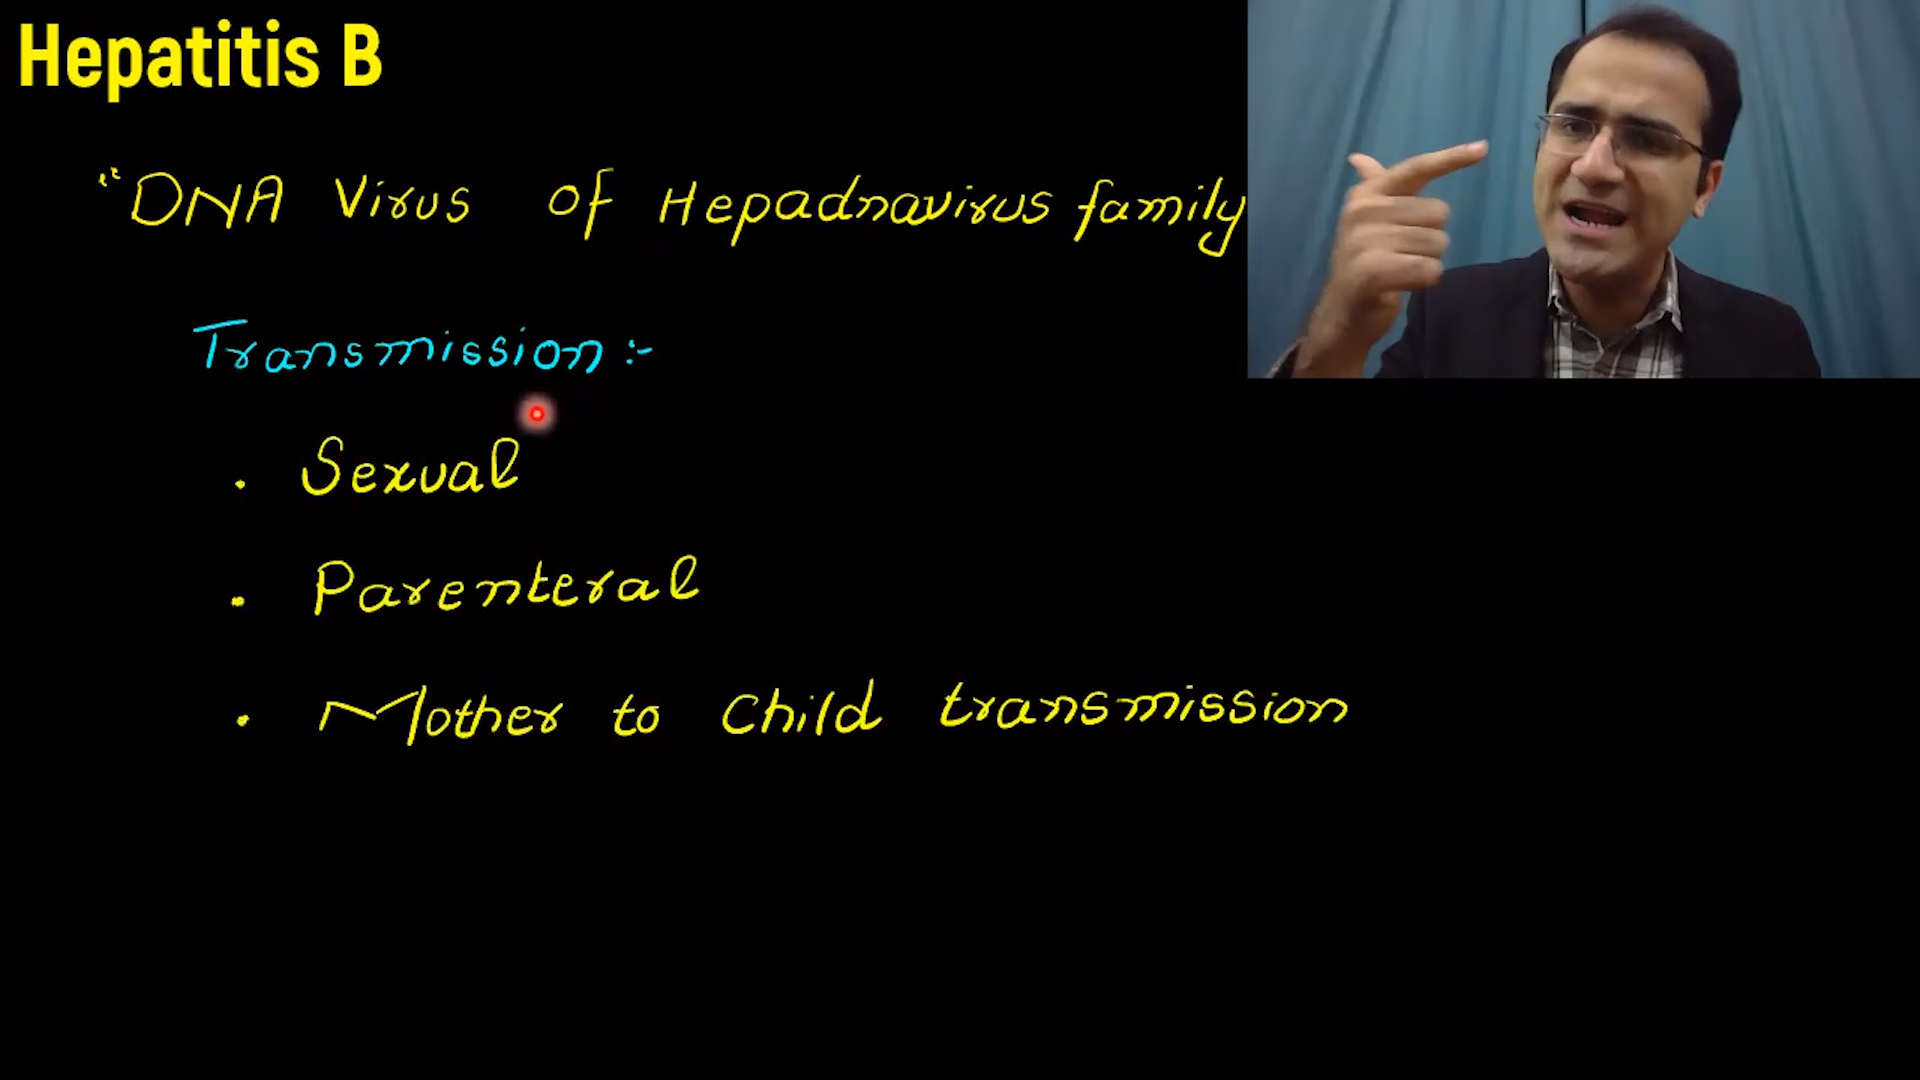 Hepatitis B
"DNA Virus of Hepadnavirus family
Transmission :-
. Sexual
. Parenteral
. Mother to Child transmission